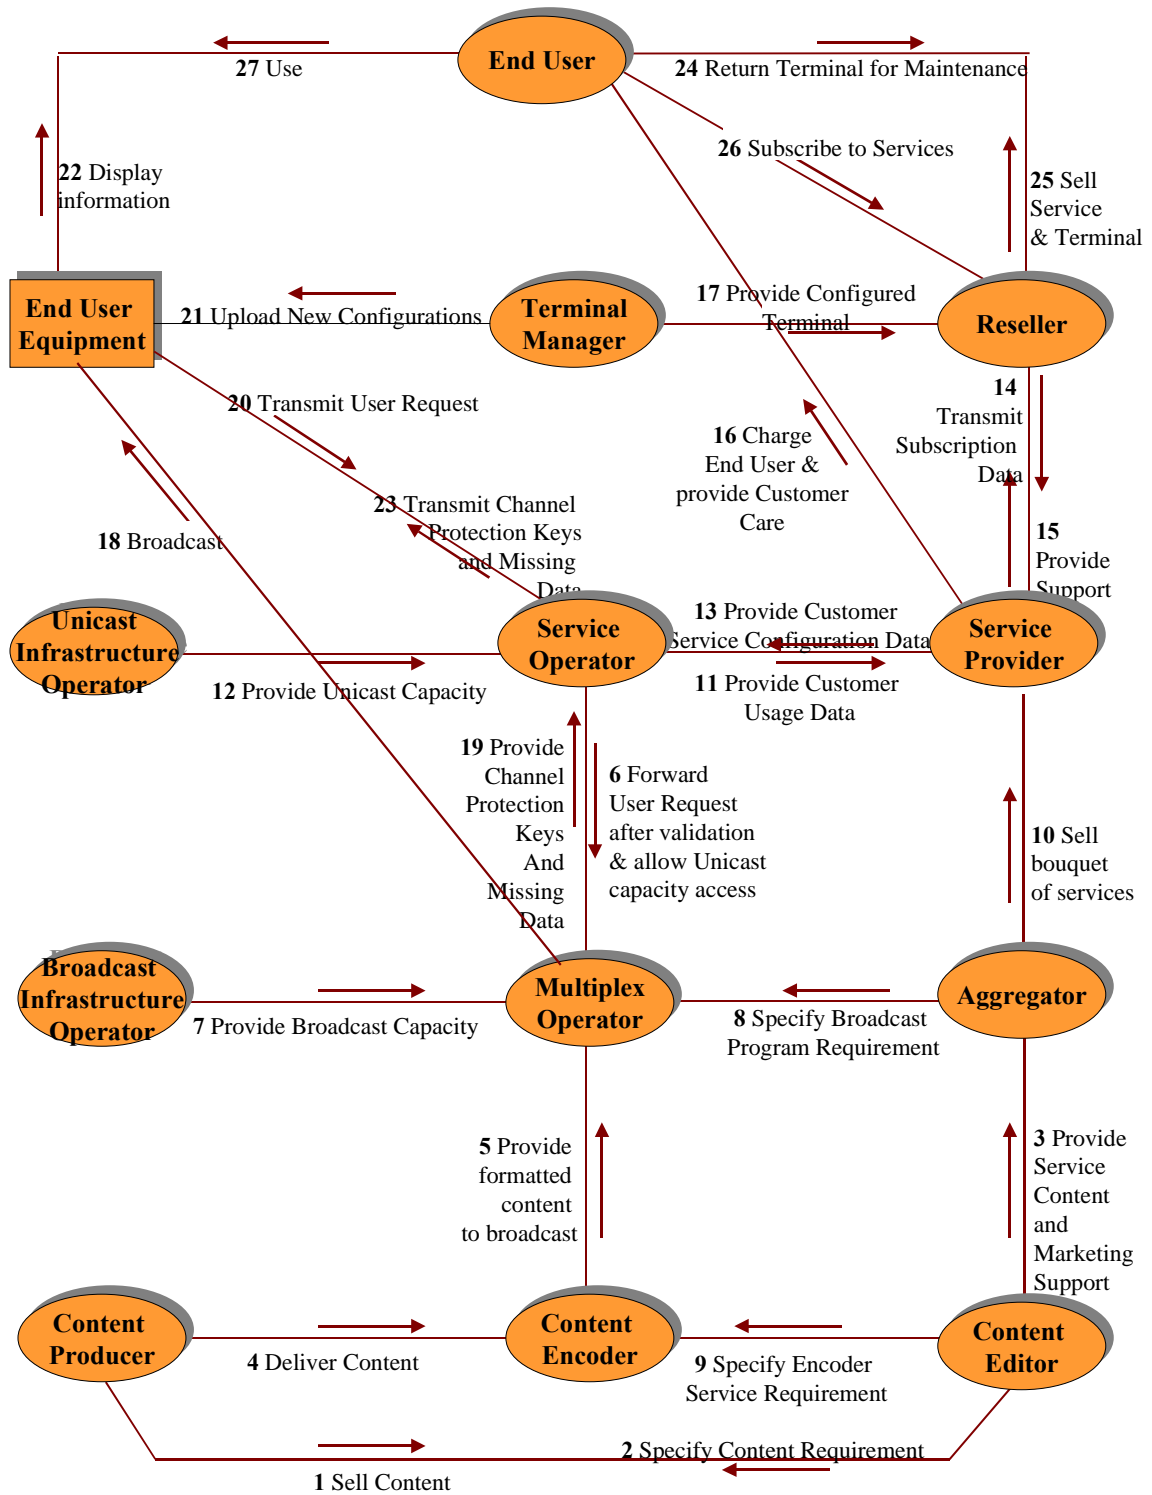 End User
27 Use
24 Return Terminal for Maintenance
26 Subscribe to Services
22 Display
information
25 Sell
Service
& Terminal
End User
Equipment
21 Upload New Configurations
Terminal
Manager
17 Provide Configured
Terminal
Reseller
20 Transmit User Request
14
Transmit
Subscription
Data
16 Charge
End User &
provide Customer
Care
23 Transmit Channel
Protection Keys
and Missing
Data
18 Broadcast
15
Provide
Support
Unicast
Infrastructure
Operator
12 Provide Unicast Capacity
Service
Operator
13 Provide Customer
Service Configuration Data
11 Provide Customer
Usage Data
Service
Provider
19 Provide
Channel
Protection
Keys
And
Missing
Data
6 Forward
User Request
after validation
& allow Unicast
capacity access
10 Sell
bouquet
of services
Broadcast
Infrastructure
Operator
7 Provide Broadcast Capacity
Multiplex
Operator
8 Specify Broadcast
Program Requirement
Aggregator
5 Provide
formatted
content
to broadcast
3 Provide
Service
Content
and
Marketing
Support
Content
Producer
4 Deliver Content
Content
Encoder
9 Specify Encoder
Service Requirement
Content
Editor
2 Specify Content Requirement
1 Sell Content